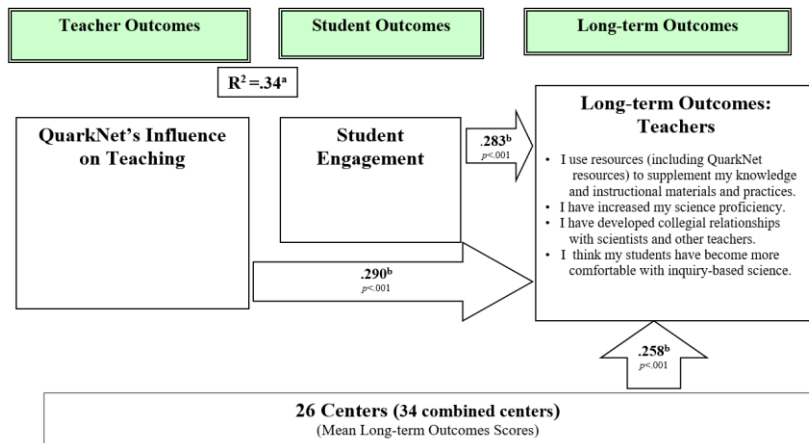 Teacher Outcomes
Student Outcomes
Long-term Outcomes
R² =.34ᵃ
QuarkNet's Influence
on Teaching
Student
Engagement
.283ᵇ
p<.001
Long-term Outcomes:
Teachers
• I use resources (including QuarkNet
resources) to supplement my knowledge
and instructional materials and practices.
• I have increased my science proficiency.
• I have developed collegial relationships
with scientists and other teachers.
• I think my students have become more
comfortable with inquiry-based science.
.290ᵇ
p<.001
.258ᵇ
p<.001
26 Centers (34 combined centers)
(Mean Long-term Outcomes Scores)